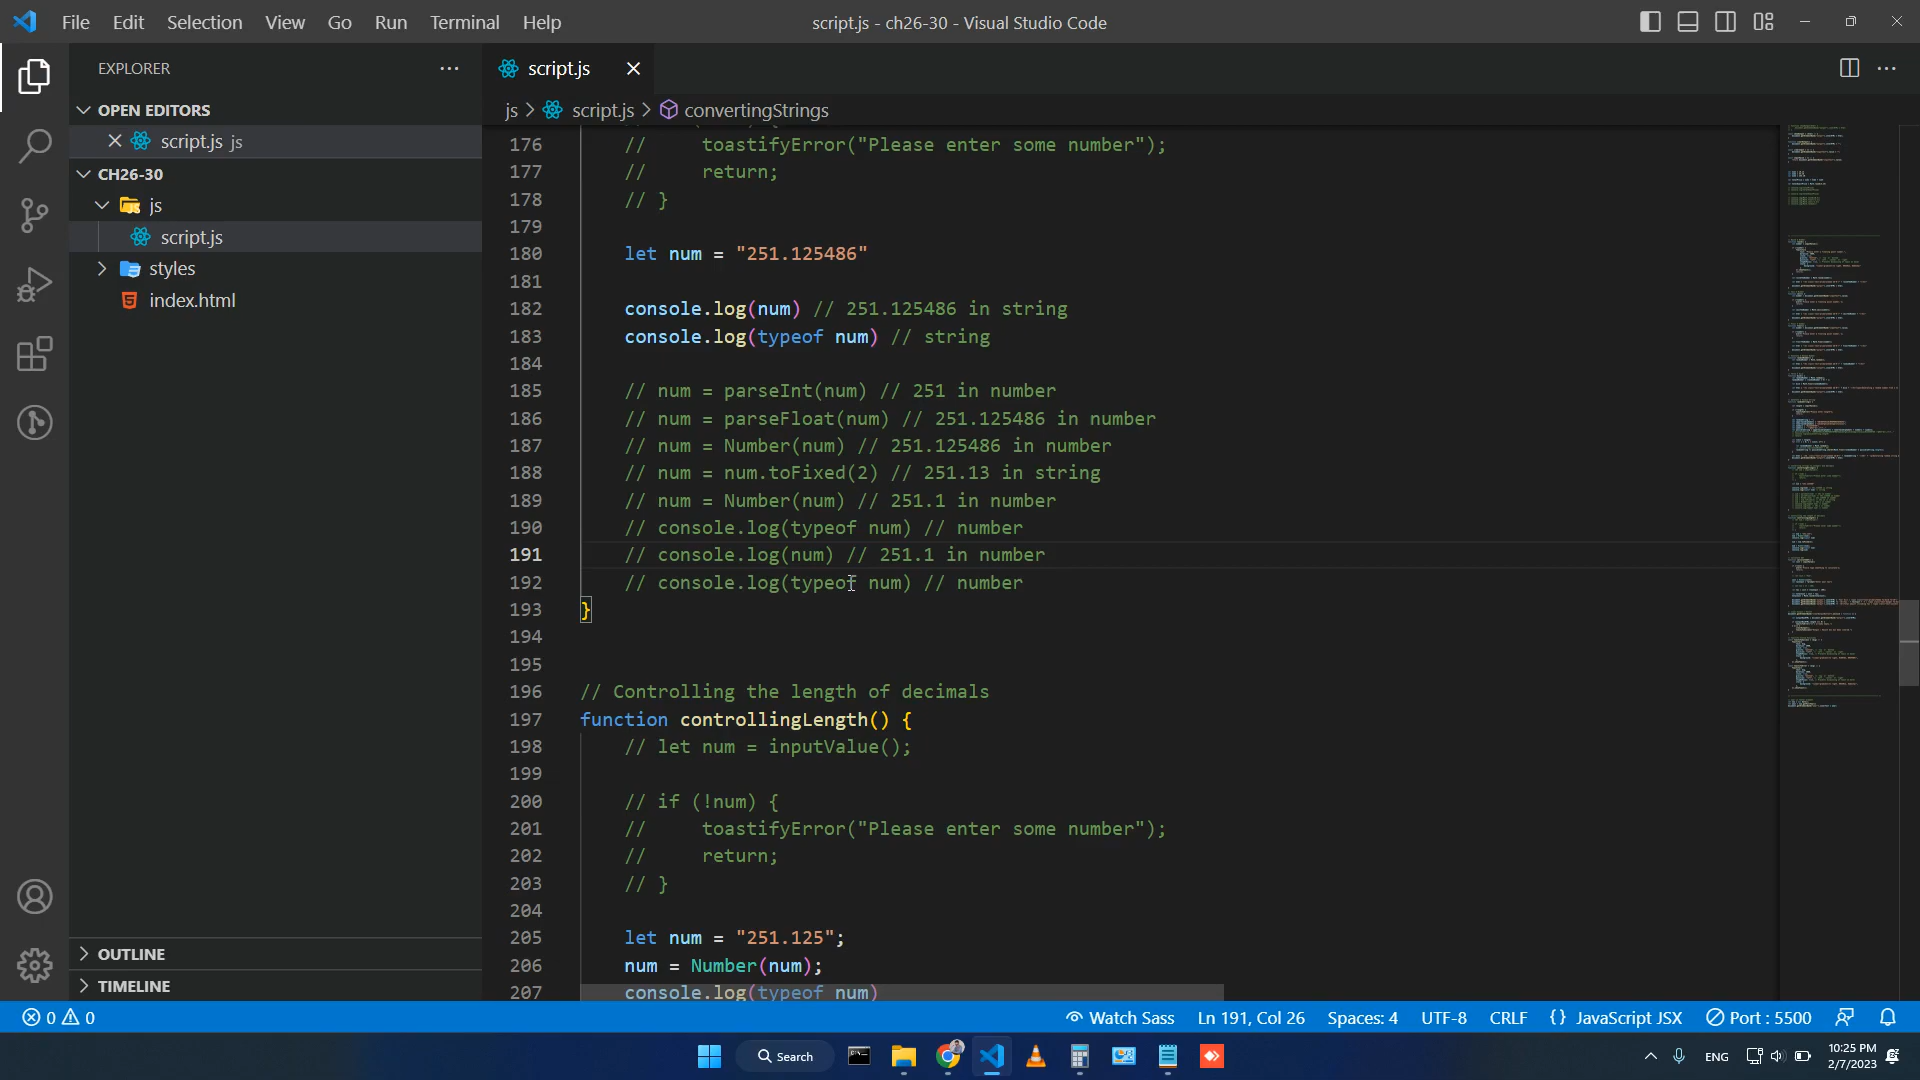 File Edit Selection View Go Run Terminal Help
script.js - ch26-30 - Visual Studio Code
EXPLORER
OPEN EDITORS
script.js js
CH26-30
js
script.js
styles
index.html
OUTLINE
TIMELINE
script.js
js > script.js > convertingStrings
176 // toastifyError("Please enter some number");
177 // return;
178 // }
179
180 let num = "251.125486"
181
182 console.log(num) // 251.125486 in string
183 console.log(typeof num) // string
184
185 // num = parseInt(num) // 251 in number
186 // num = parseFloat(num) // 251.125486 in number
187 // num = Number(num) // 251.125486 in number
188 // num = num.toFixed(2) // 251.13 in string
189 // num = Number(num) // 251.1 in number
190 // console.log(typeof num) // number
191 // console.log(num) // 251.1 in number
192 // console.log(typeof num) // number
193 }
194
195
196 // Controlling the length of decimals
197 function controllingLength() {
198 // let num = inputValue();
199
200 // if (!num) {
201 // toastifyError("Please enter some number");
202 // return;
203 // }
204
205 let num = "251.125";
206 num = Number(num);
207 console.log(typeof num)
0 0 Watch Sass Ln 191, Col 26 Spaces: 4 UTF-8 CRLF {} JavaScript JSX Port : 5500
Search
ENG
10:25 PM
2/7/2023